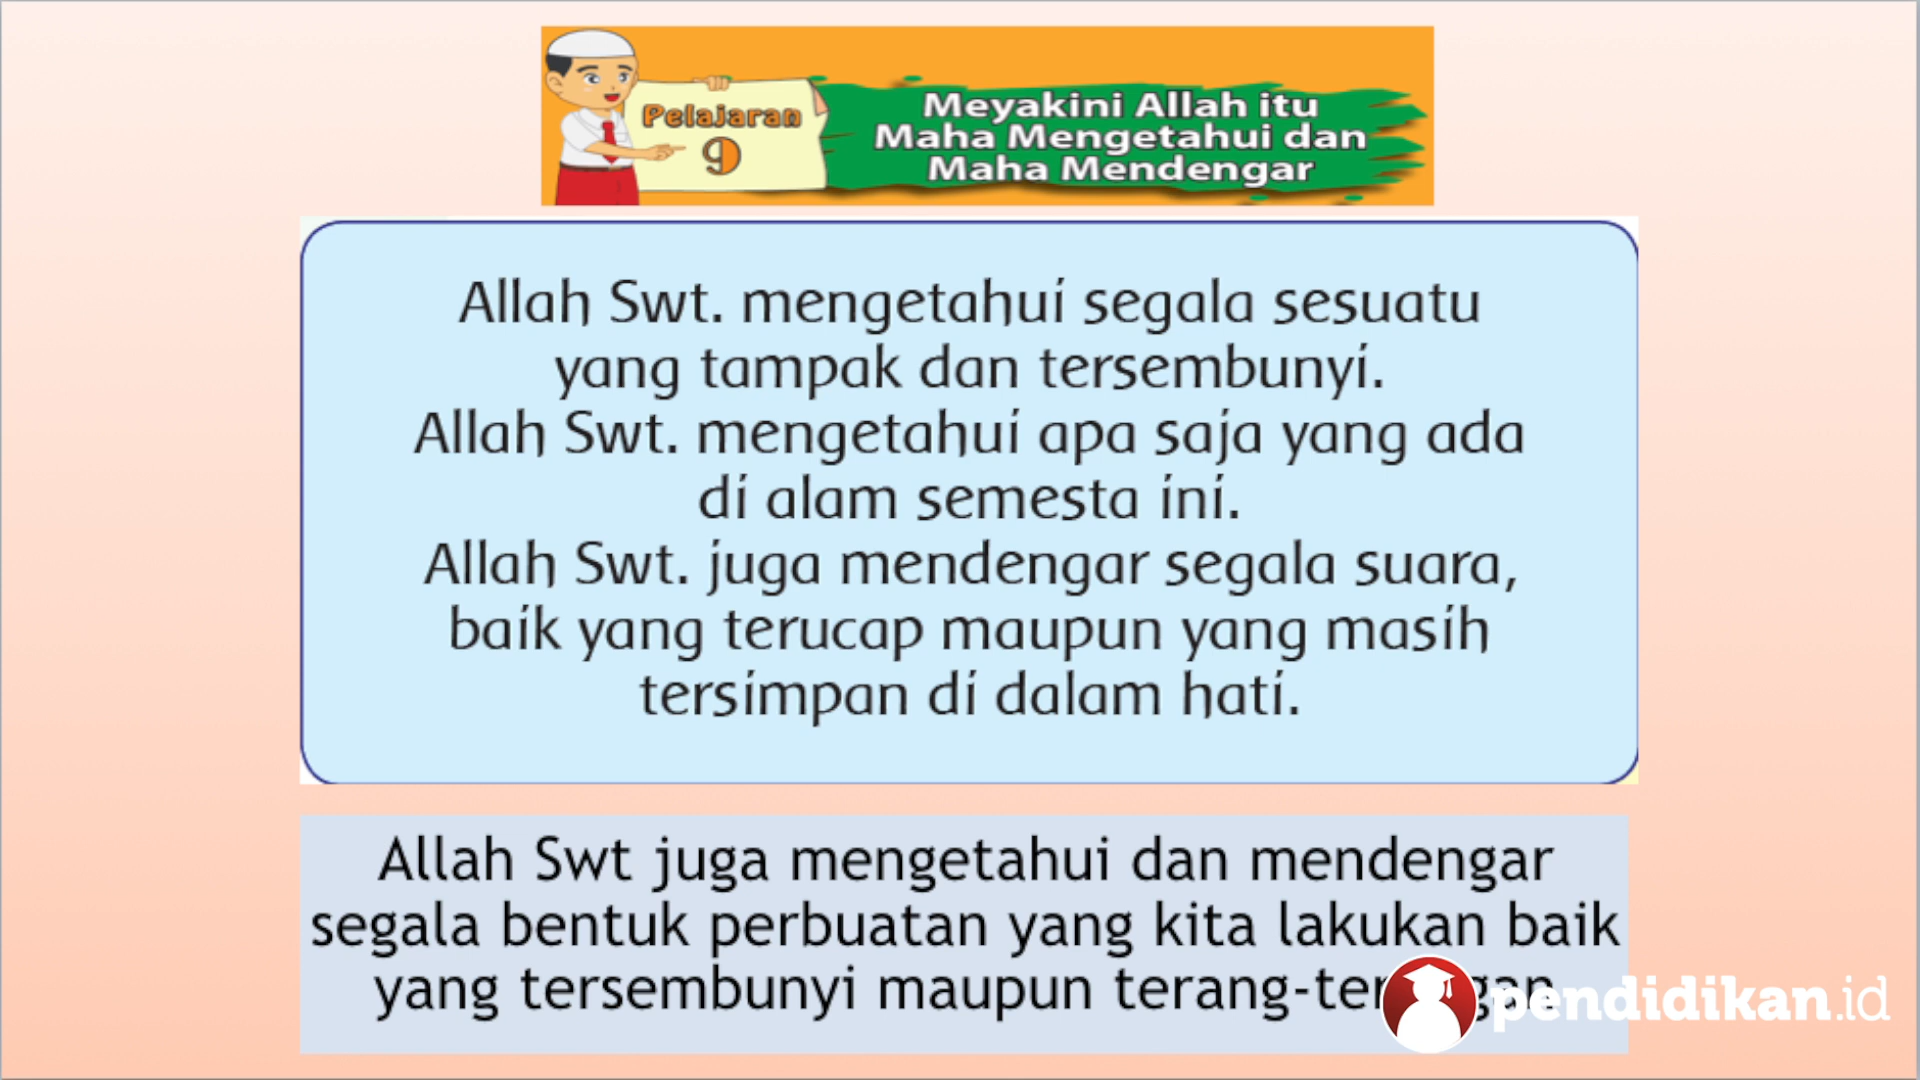 Pelajaran
9
Meyakini Allah itu
Maha Mengetahui dan
Maha Mendengar
Allah Swt. mengetahui segala sesuatu
yang tampak dan tersembunyi.
Allah Swt. mengetahui apa saja yang ada
di alam semesta ini.
Allah Swt. juga mendengar segala suara,
baik yang terucap maupun yang masih
tersimpan di dalam hati.
Allah Swt juga mengetahui dan mendengar
segala bentuk perbuatan yang kita lakukan baik
yang tersembunyi maupun
pendidikan.id